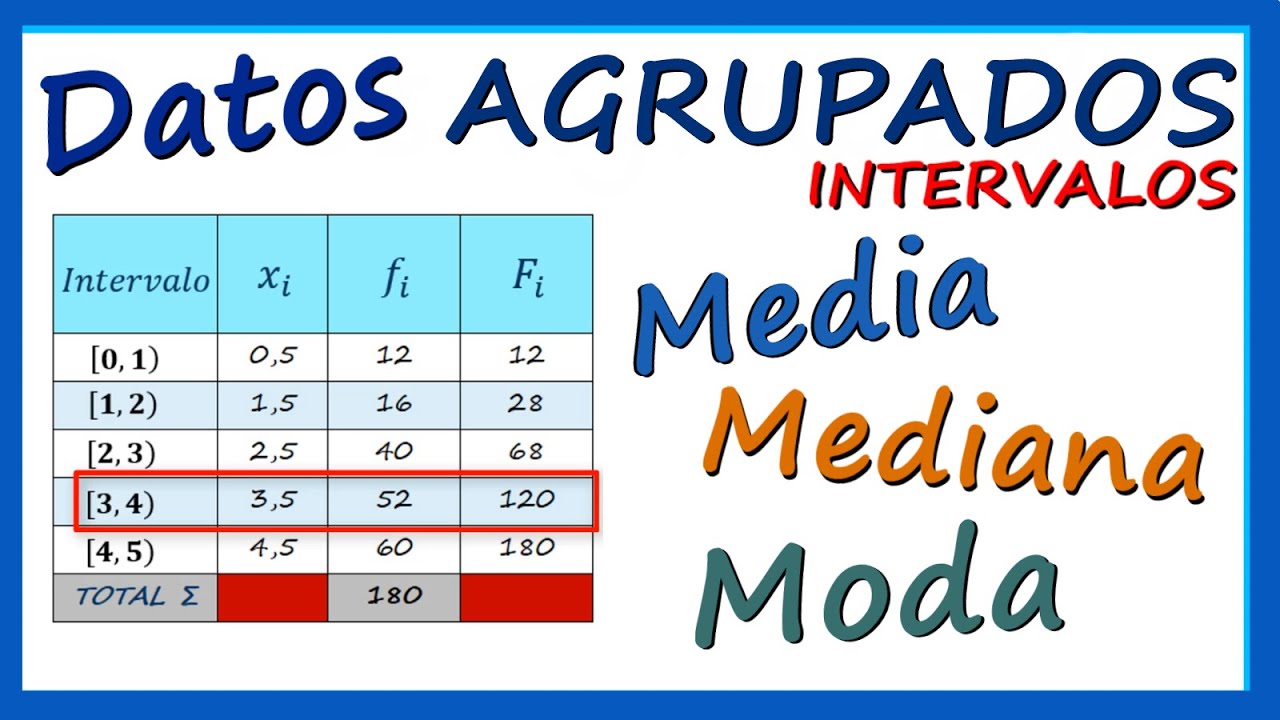 Datos AGRUPADOS
INTERVALOS
Intervalo xᵢ fᵢ Fᵢ
[0, 1) 0,5 12 12
[1, 2) 1,5 16 28
[2, 3) 2,5 40 68
[3, 4) 3,5 52 120
[4, 5) 4,5 60 180
TOTAL Σ 180
Media
Mediana
Moda